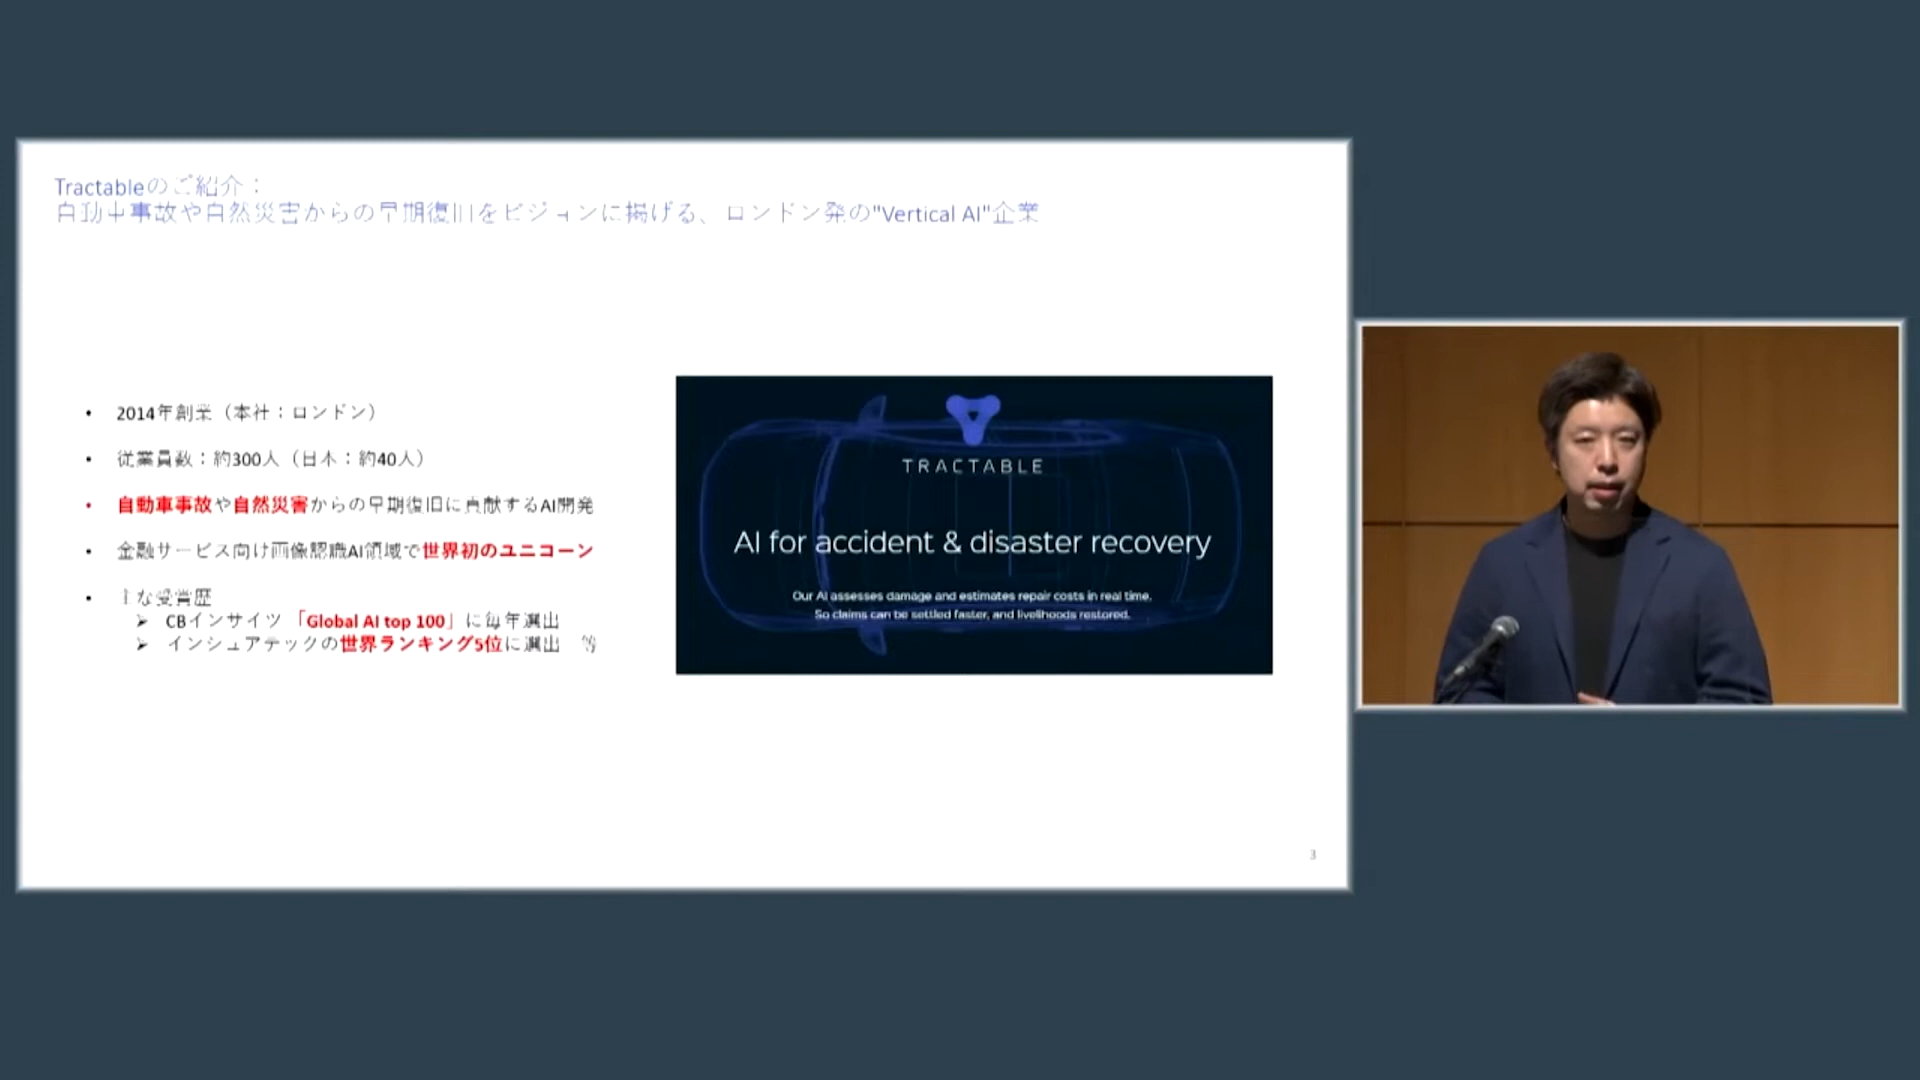 Tractableのご紹介：
自動車事故や自然災害からの早期復旧をビジョンに掲げる、ロンドン発の"Vertical AI"企業
• 2014年創業（本社：ロンドン）
• 従業員数：約300人（日本：約40人）
• 自動車事故や自然災害からの早期復旧に貢献するAI開発
• 金融サービス向け画像認識AI領域で世界初のユニコーン
• 主な受賞歴
➢ CBインサイツ「Global AI top 100」に毎年選出
➢ インシュアテックの世界ランキング5位に選出　等
TRACTABLE
AI for accident & disaster recovery
Our AI assesses damage and estimates repair costs in real time.
So claims can be settled faster, and livelihoods restored.
3